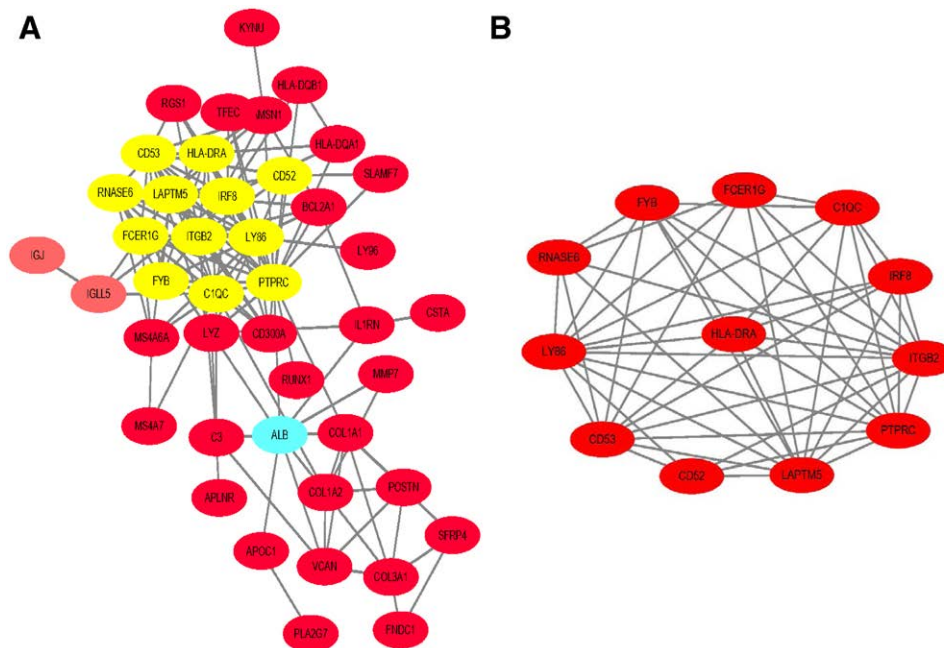 A
B
KYNU
HLA-DQB1
RGS1
TFEC
HLA-DQA1
CD53
HLA-DRA
CD52
SLAMF7
RNASE6
LAPTM5
IRF8
BCL2A1
FCER1G
ITGB2
LY86
LY96
IGJ
IGLL5
FYB
C1QC
PTPRC
MS4A6A
LYZ
CD300A
IL1RN
CSTA
RUNX1
MMP7
MS4A7
C3
ALB
COL1A1
APLNR
COL1A2
POSTN
SFRP4
APOC1
VCAN
COL3A1
PLA2G7
FNDC1
FCER1G
FYB
C1QC
RNASE6
IRF8
HLA-DRA
LY86
ITGB2
PTPRC
CD53
CD52
LAPTM5